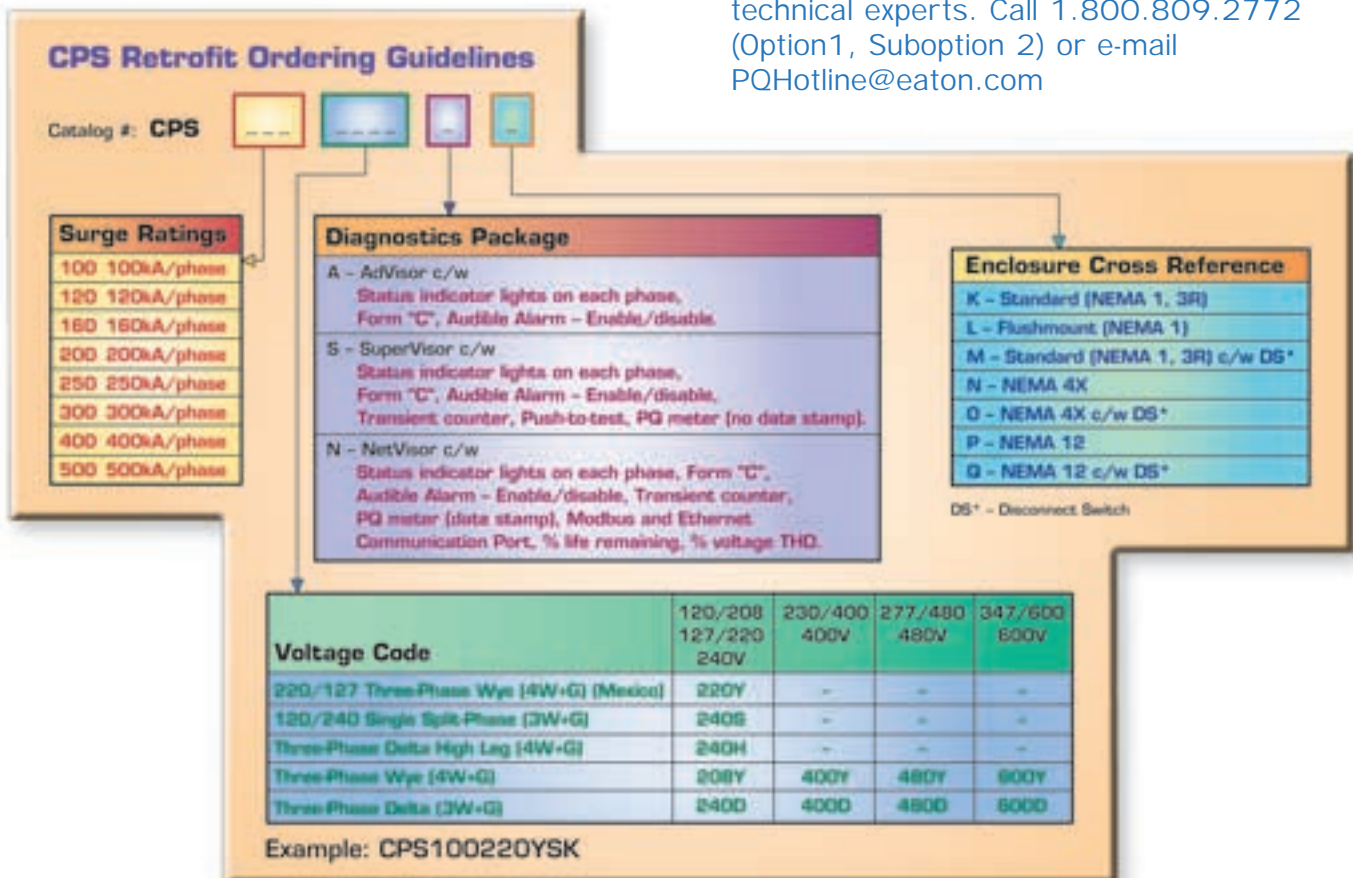 technical experts. Call 1.800.809.2772
(Option1, Suboption 2) or e-mail
PQHotline@eaton.com
CPS Retrofit Ordering Guidelines
Catalog #: CPS _ _ _ _ _ _ _ _ _
Surge Ratings
100 100kA/phase
120 120kA/phase
160 160kA/phase
200 200kA/phase
250 250kA/phase
300 300kA/phase
400 400kA/phase
500 500kA/phase
Diagnostics Package
A – AdVisor c/w
Status indicator lights on each phase,
Form "C", Audible Alarm – Enable/disable.
S – SuperVisor c/w
Status indicator lights on each phase,
Form "C", Audible Alarm – Enable/disable,
Transient counter, Push-to-test, PQ meter (no data stamp).
N – NetVisor c/w
Status indicator lights on each phase, Form "C",
Audible Alarm – Enable/disable, Transient counter,
PQ meter (data stamp), Modbus and Ethernet
Communication Port, % life remaining, % voltage THD.
Enclosure Cross Reference
K – Standard (NEMA 1, 3R)
L – Flushmount (NEMA 1)
M – Standard (NEMA 1, 3R) c/w DS*
N – NEMA 4X
O – NEMA 4X c/w DS*
P – NEMA 12
Q – NEMA 12 c/w DS*
DS* – Disconnect Switch
Voltage Code 120/208 127/220 240V 230/400 400V 277/480 480V 347/600 600V
220/127 Three-Phase Wye (4W+G) (Mexico) 220Y – – –
120/240 Single Split-Phase (3W+G) 240S – – –
Three-Phase Delta High Leg (4W+G) 240H – – –
Three-Phase Wye (4W+G) 208Y 400Y 480Y 600Y
Three-Phase Delta (3W+G) 240D 400D 480D 600D
Example: CPS100220YSK